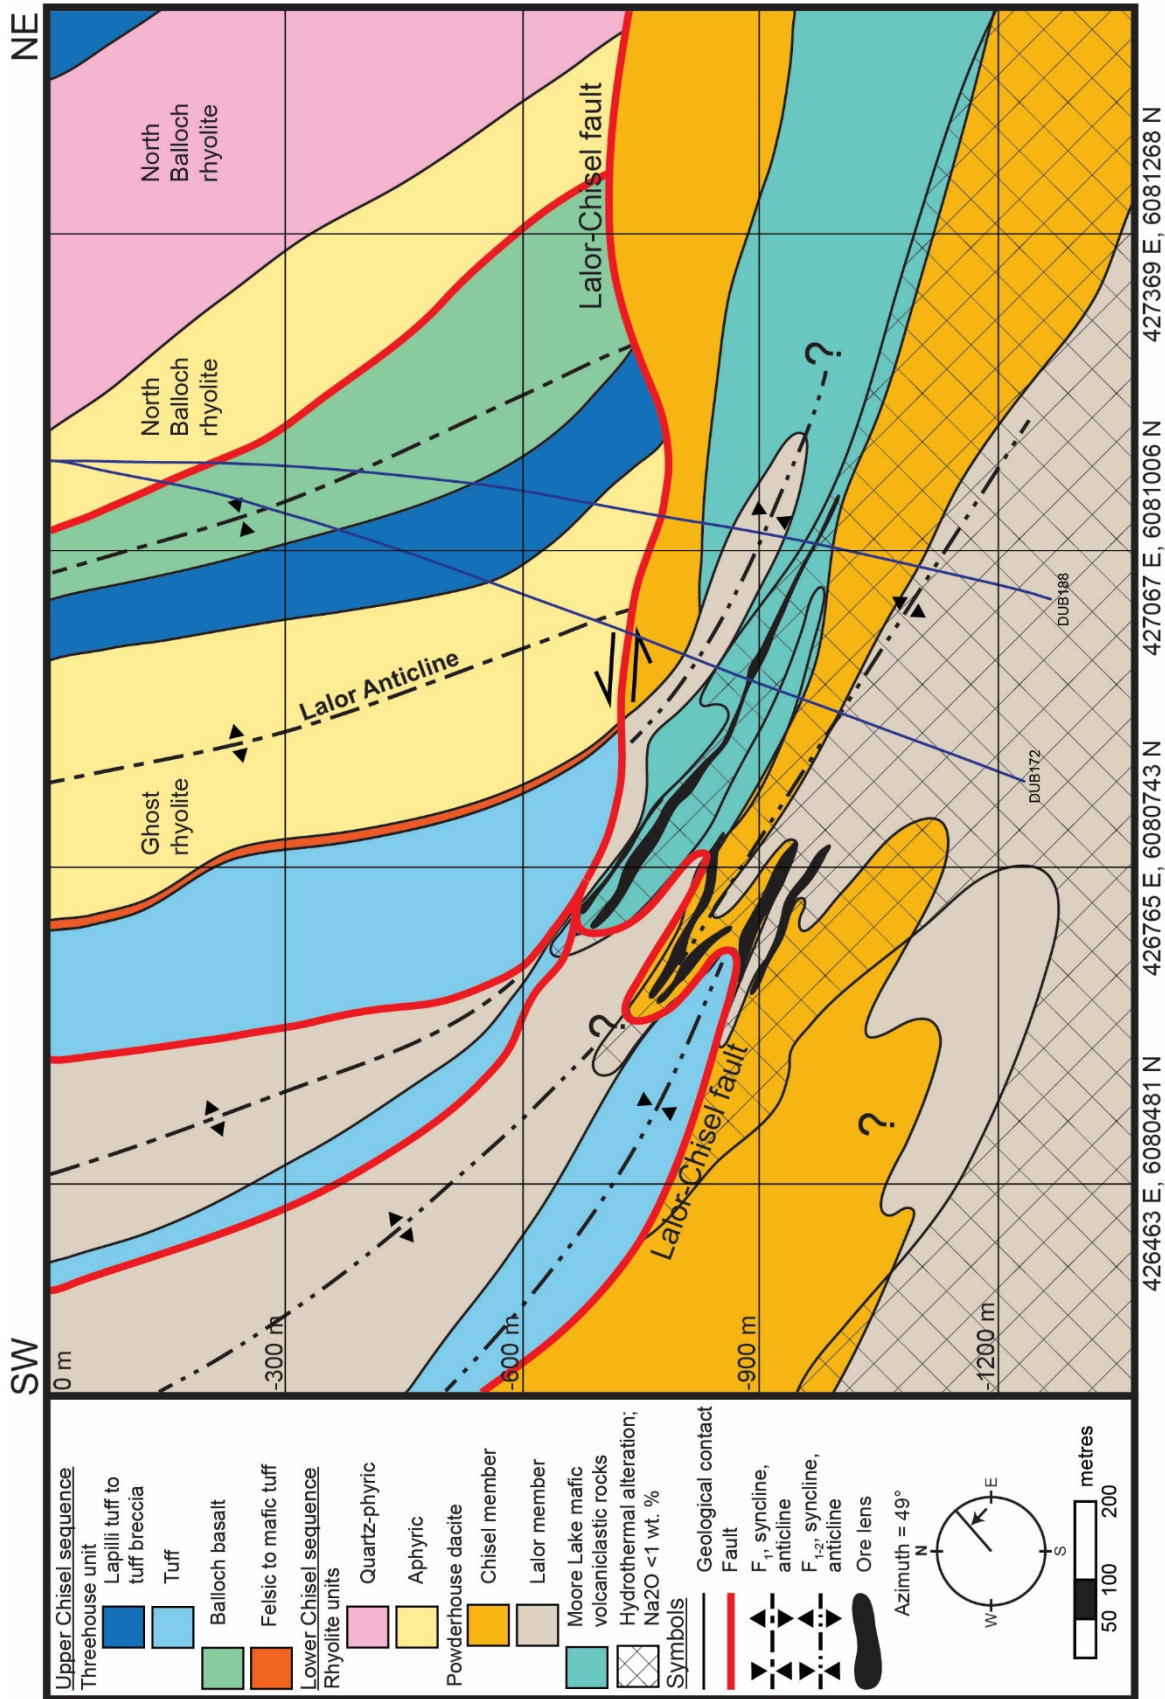 SW
NE
0 m
-300 m
-600 m
-900 m
-1200 m
North
Balloch
rhyolite
North
Balloch
rhyolite
Ghost
rhyolite
Lalor Anticline
Lalor-Chisel fault
Lalor-Chisel fault
?
?
?
DUB172
DUB188
426463 E, 6080481 N
426765 E, 6080743 N
427067 E, 6081006 N
427369 E, 6081268 N
Upper Chisel sequence
Threehouse unit
Lapilli tuff to
tuff breccia
Tuff
Balloch basalt
Felsic to mafic tuff
Lower Chisel sequence
Rhyolite units
Quartz-phyric
Aphyric
Powderhouse dacite
Chisel member
Lalor member
Moore Lake mafic
volcaniclastic rocks
Hydrothermal alteration;
Na2O <1 wt. %
Symbols
Geological contact
Fault
F1, syncline,
anticline
F1-2, syncline,
anticline
Ore lens
Azimuth = 49°
N
W
E
S
50 100 200
metres